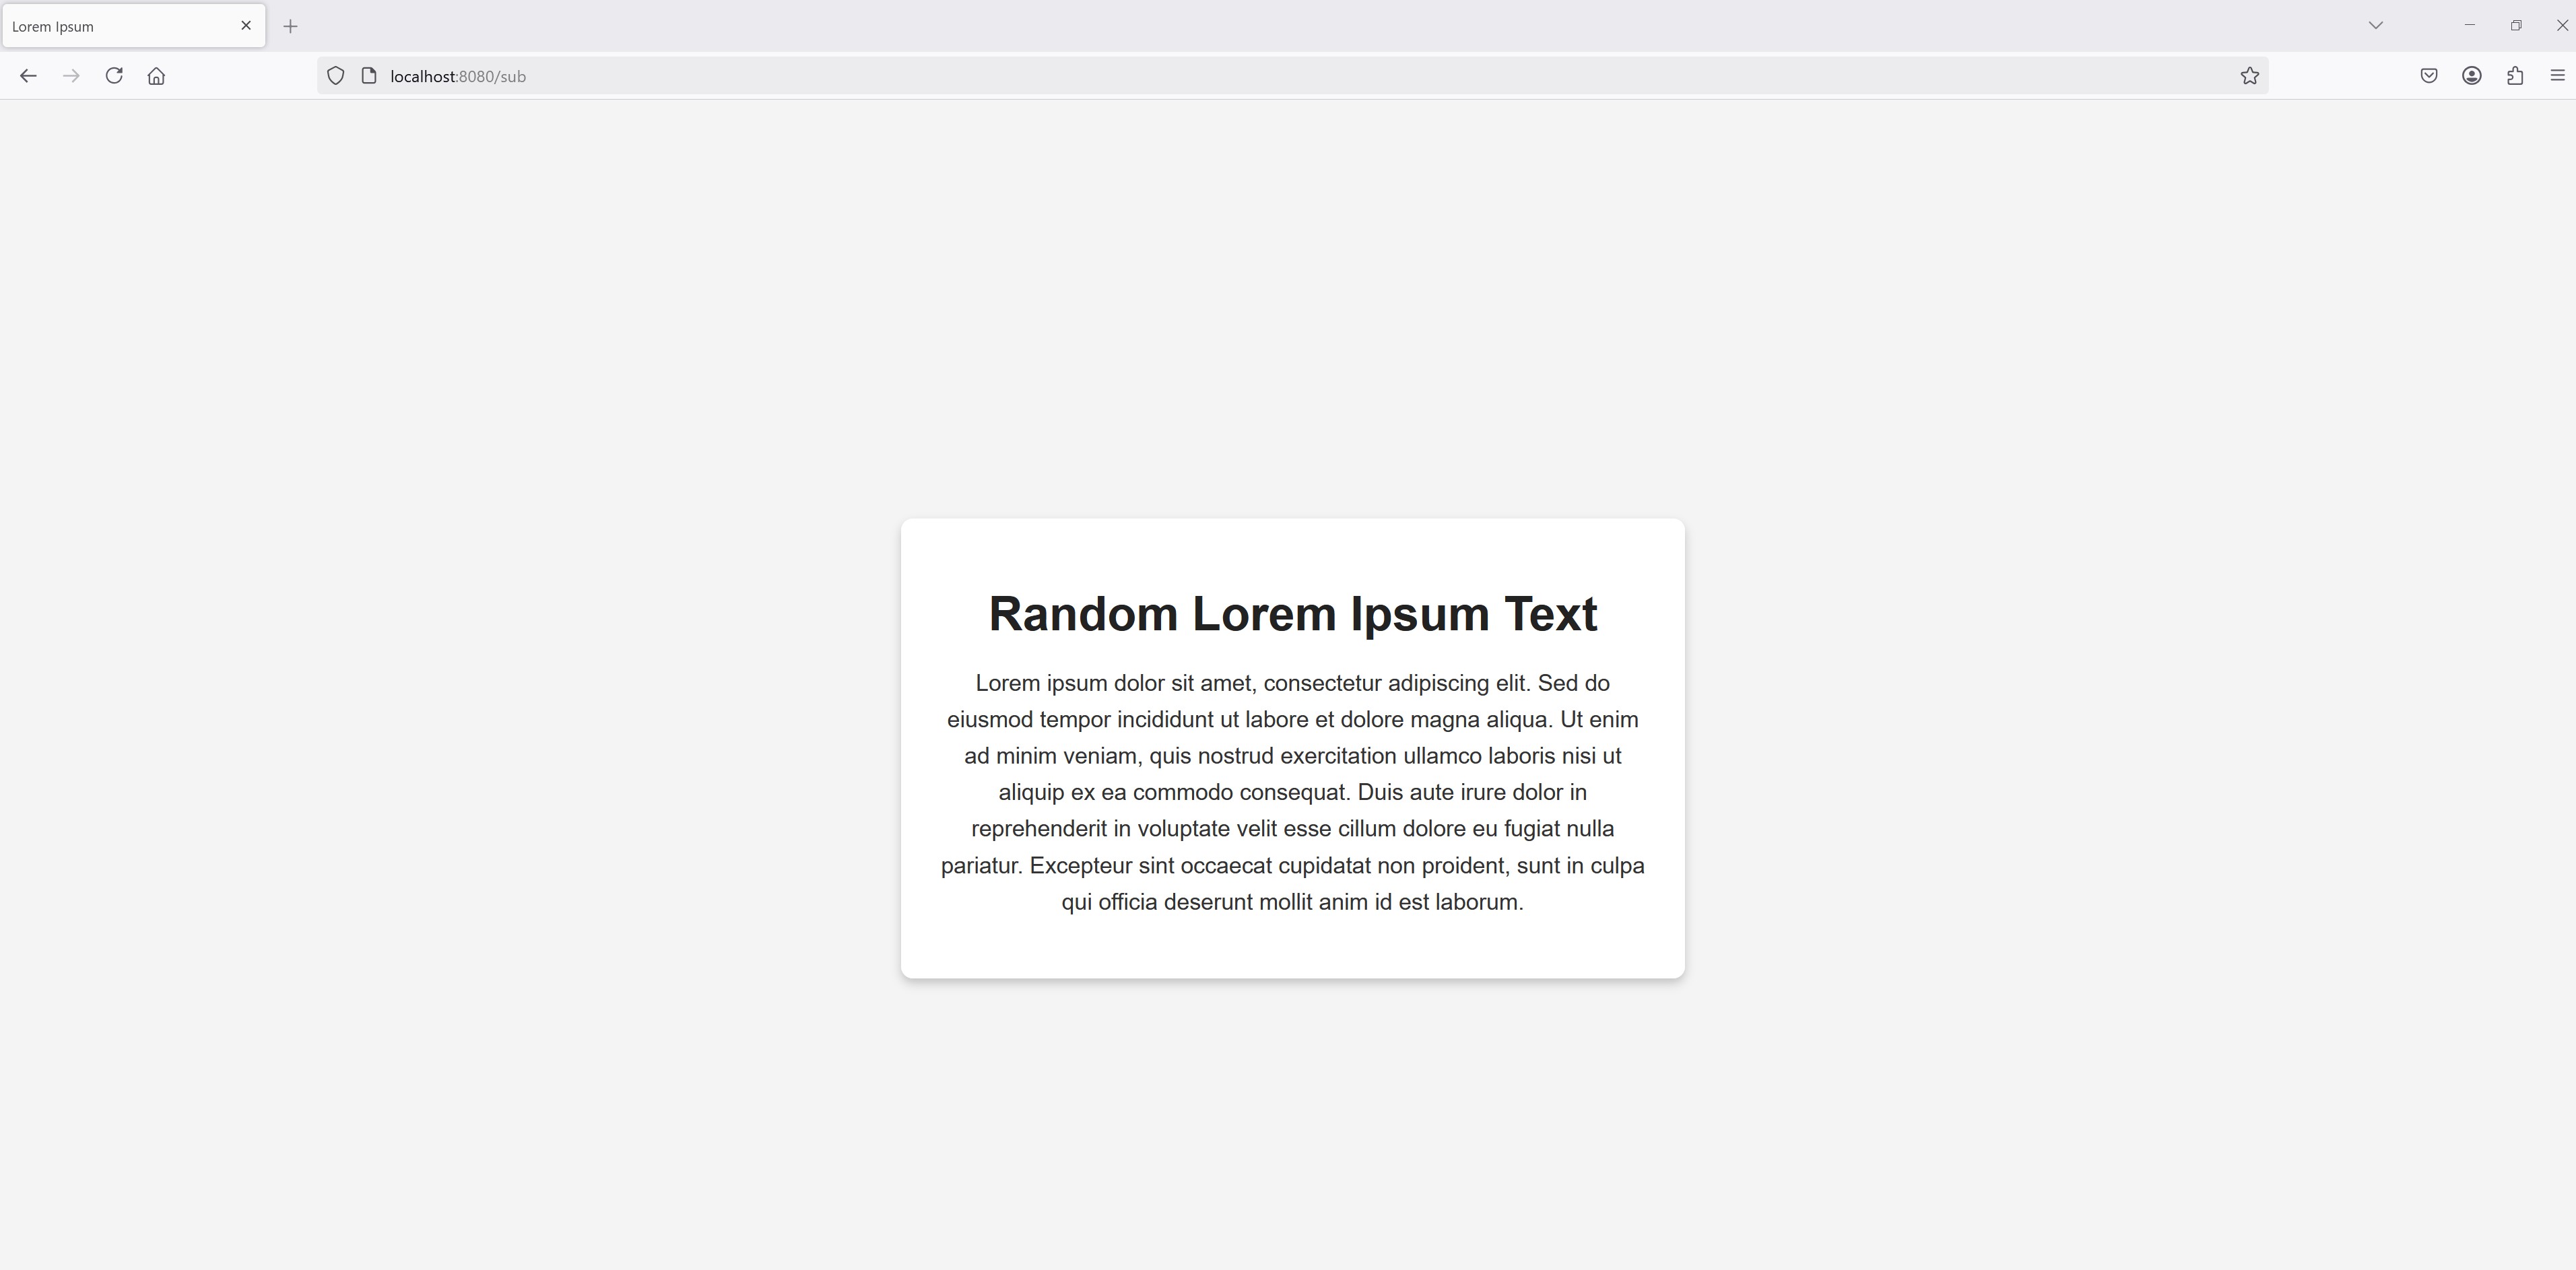 Lorem Ipsum
localhost:8080/sub
Random Lorem Ipsum Text
Lorem ipsum dolor sit amet, consectetur adipiscing elit. Sed do
eiusmod tempor incididunt ut labore et dolore magna aliqua. Ut enim
ad minim veniam, quis nostrud exercitation ullamco laboris nisi ut
aliquip ex ea commodo consequat. Duis aute irure dolor in
reprehenderit in voluptate velit esse cillum dolore eu fugiat nulla
pariatur. Excepteur sint occaecat cupidatat non proident, sunt in culpa
qui officia deserunt mollit anim id est laborum.